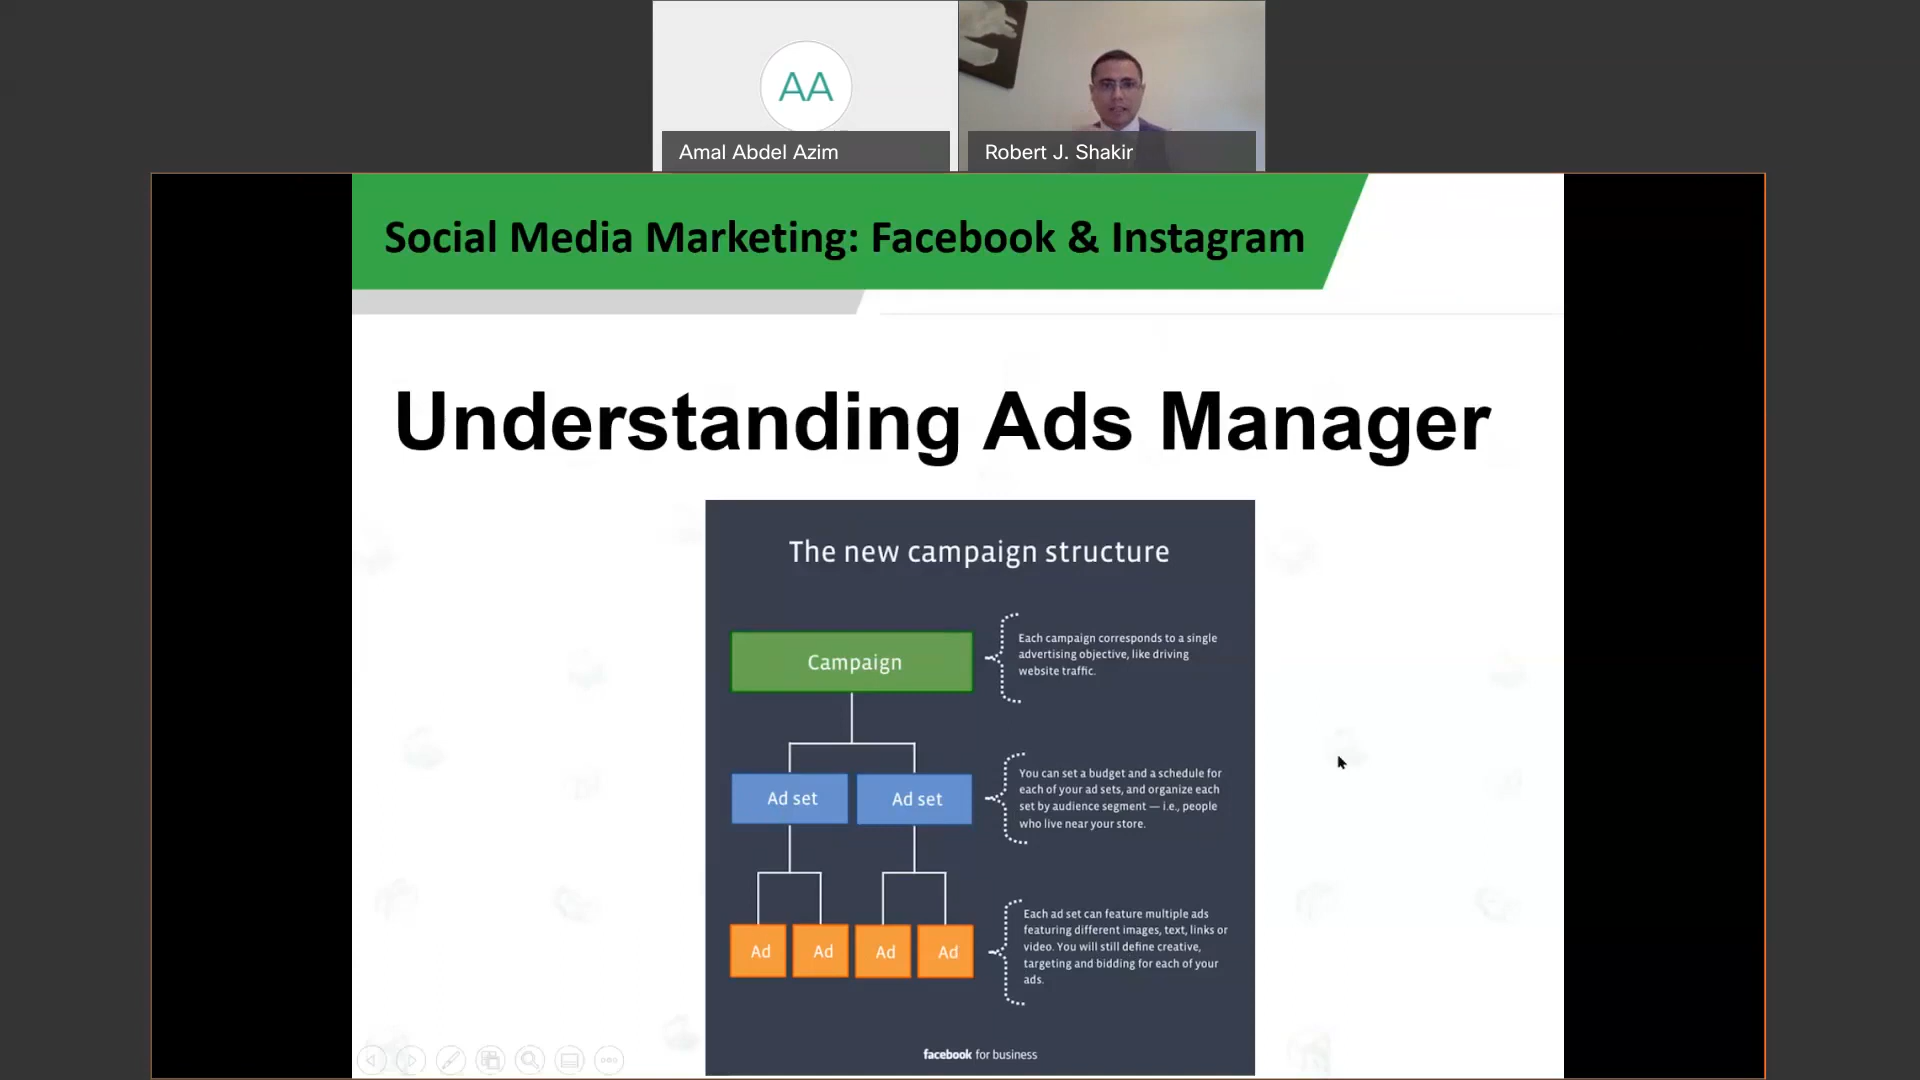 AA
Amal Abdel Azim
Robert J. Shakir
Social Media Marketing: Facebook & Instagram
Understanding Ads Manager
The new campaign structure
Campaign
Each campaign corresponds to a single
advertising objective, like driving
website traffic.
Ad set
Ad set
You can set a budget and a schedule for
each of your ad sets, and organize each
set by audience segment — i.e., people
who live near your store.
Ad
Ad
Ad
Ad
Each ad set can feature multiple ads
featuring different images, text, links or
video. You will still define creative,
targeting and bidding for each of your
ads.
facebook for business